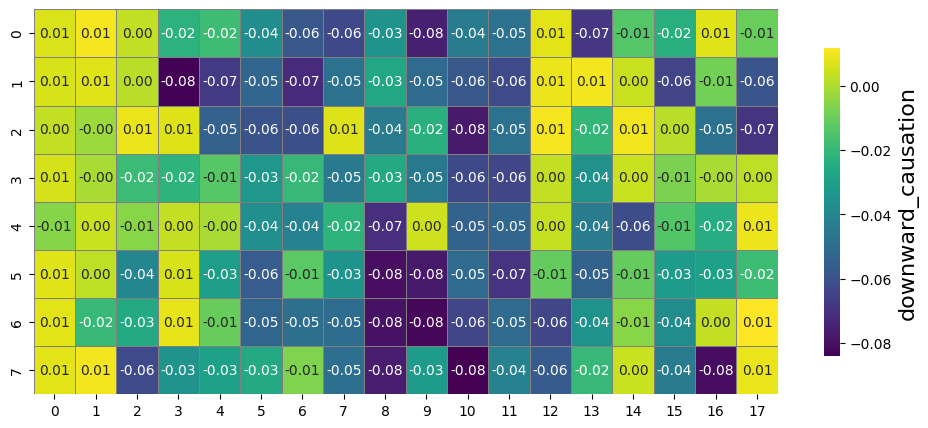 0 0.01 0.01 0.00 -0.02 -0.02 -0.04 -0.06 -0.06 -0.03 -0.08 -0.04 -0.05 0.01 -0.07 -0.01 -0.02 0.01 -0.01
1 0.01 0.01 0.00 -0.08 -0.07 -0.05 -0.07 -0.05 -0.03 -0.05 -0.06 -0.06 0.01 0.01 0.00 -0.06 -0.01 -0.06
2 0.00 -0.00 0.01 0.01 -0.05 -0.06 -0.06 0.01 -0.04 -0.02 -0.08 -0.05 0.01 -0.02 0.01 0.00 -0.05 -0.07
3 0.01 -0.00 -0.02 -0.02 -0.01 -0.03 -0.02 -0.05 -0.03 -0.05 -0.06 -0.06 0.00 -0.04 0.00 -0.01 -0.00 0.00
4 -0.01 0.00 -0.01 0.00 -0.00 -0.04 -0.04 -0.02 -0.07 0.00 -0.05 -0.05 0.00 -0.04 -0.06 -0.01 -0.02 0.01
5 0.01 0.00 -0.04 0.01 -0.03 -0.06 -0.01 -0.03 -0.08 -0.08 -0.05 -0.07 -0.01 -0.05 -0.01 -0.03 -0.03 -0.02
6 0.01 -0.02 -0.03 0.01 -0.01 -0.05 -0.05 -0.05 -0.08 -0.08 -0.06 -0.05 -0.06 -0.04 -0.01 -0.04 0.00 0.01
7 0.01 0.01 -0.06 -0.03 -0.03 -0.03 -0.01 -0.05 -0.08 -0.03 -0.08 -0.04 -0.06 -0.02 0.00 -0.04 -0.08 0.01
0 1 2 3 4 5 6 7 8 9 10 11 12 13 14 15 16 17
0.00
−0.02
−0.04
−0.06
−0.08
downward_causation